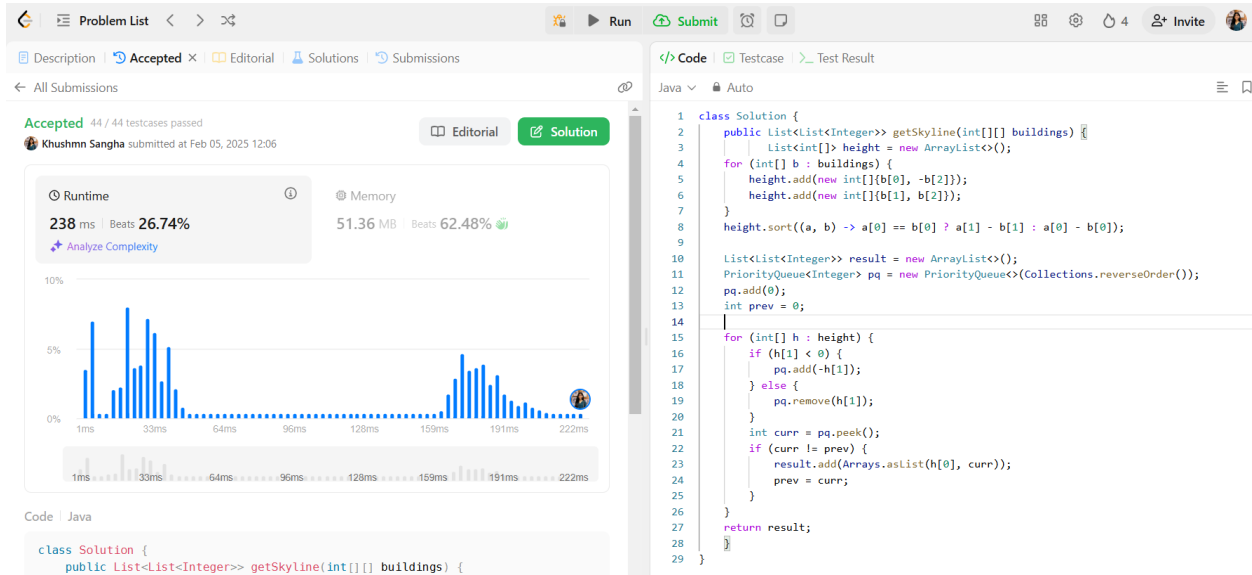 Problem List
Run
Submit
4
Invite
Description
Accepted
Editorial
Solutions
Submissions
All Submissions
Accepted 44 / 44 testcases passed
Khushmn Sangha submitted at Feb 05, 2025 12:06
Editorial
Solution
Runtime
238 ms Beats 26.74%
Analyze Complexity
Memory
51.36 MB Beats 62.48%
10%
5%
0%
1ms 33ms 64ms 96ms 128ms 159ms 191ms 222ms
1ms 33ms 64ms 96ms 128ms 159ms 191ms 222ms
Code Java
class Solution {
public List<List<Integer>> getSkyline(int[][] buildings) {
</> Code
Testcase
Test Result
Java
Auto
1 class Solution {
2 public List<List<Integer>> getSkyline(int[][] buildings) {
3 List<int[]> height = new ArrayList<>();
4 for (int[] b : buildings) {
5 height.add(new int[]{b[0], -b[2]});
6 height.add(new int[]{b[1], b[2]});
7 }
8 height.sort((a, b) -> a[0] == b[0] ? a[1] - b[1] : a[0] - b[0]);
9
10 List<List<Integer>> result = new ArrayList<>();
11 PriorityQueue<Integer> pq = new PriorityQueue<>(Collections.reverseOrder());
12 pq.add(0);
13 int prev = 0;
14
15 for (int[] h : height) {
16 if (h[1] < 0) {
17 pq.add(-h[1]);
18 } else {
19 pq.remove(h[1]);
20 }
21 int curr = pq.peek();
22 if (curr != prev) {
23 result.add(Arrays.asList(h[0], curr));
24 prev = curr;
25 }
26 }
27 return result;
28 }
29 }